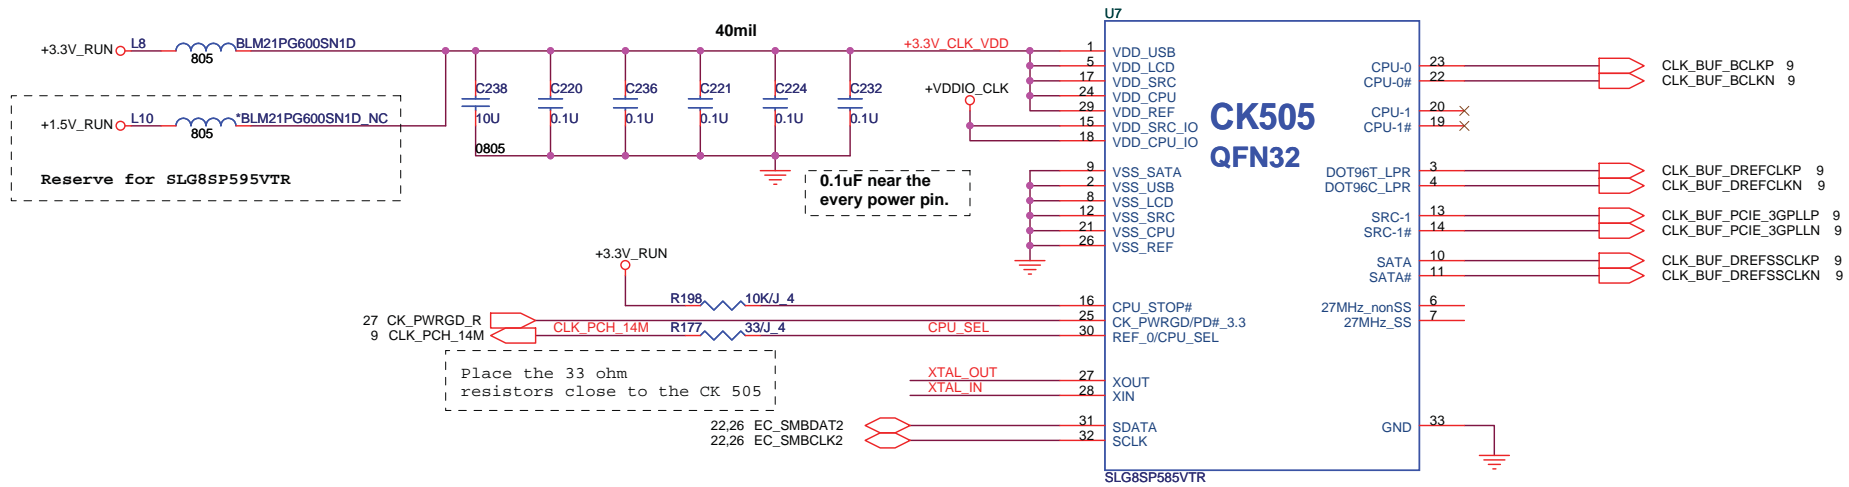 U7
40mil
+3.3V_RUN L8 BLM21PG600SN1D
805
+3.3V_CLK_VDD
+1.5V_RUN L10 *BLM21PG600SN1D_NC
805
Reserve for SLG8SP595VTR
C238 C220 C236 C221 C224 C232
10U 0.1U 0.1U 0.1U 0.1U 0.1U
0805
0.1uF near the
every power pin.
+VDDIO_CLK
1 VDD_USB
5 VDD_LCD
17 VDD_SRC
24 VDD_CPU
29 VDD_REF
15 VDD_SRC_IO
18 VDD_CPU_IO
9 VSS_SATA
2 VSS_USB
8 VSS_LCD
12 VSS_SRC
21 VSS_CPU
26 VSS_REF
CK505
QFN32
+3.3V_RUN
R198 10K/J_4 16 CPU_STOP#
27 CK_PWRGD_R 25 CK_PWRGD/PD#_3.3
9 CLK_PCH_14M CLK_PCH_14M R177 33/J_4 CPU_SEL 30 REF_0/CPU_SEL
Place the 33 ohm
resistors close to the CK 505
XTAL_OUT 27 XOUT
XTAL_IN 28 XIN
22,26 EC_SMBDAT2 31 SDATA
22,26 EC_SMBCLK2 32 SCLK
SLG8SP585VTR
CPU-0 23 CLK_BUF_BCLKP 9
CPU-0# 22 CLK_BUF_BCLKN 9
CPU-1 20
CPU-1# 19
DOT96T_LPR 3 CLK_BUF_DREFCLKP 9
DOT96C_LPR 4 CLK_BUF_DREFCLKN 9
SRC-1 13 CLK_BUF_PCIE_3GPLLP 9
SRC-1# 14 CLK_BUF_PCIE_3GPLLN 9
SATA 10 CLK_BUF_DREFSSCLKP 9
SATA# 11 CLK_BUF_DREFSSCLKN 9
27MHz_nonSS 6
27MHz_SS 7
GND 33